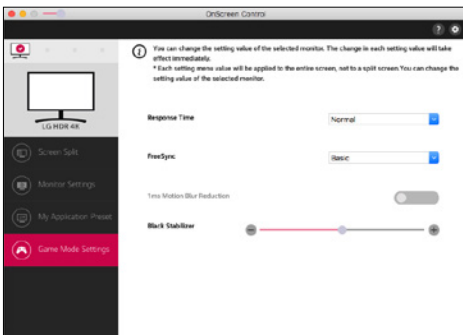 OnScreen Control
You can change the setting value of the selected monitor. The change in each setting value will take
effect immediately.
* Each setting menu value will be applied to the entire screen, not to a split screen.You can change the
setting value of the selected monitor.
LG HDR 4K
Response Time
Normal
Screen Split
FreeSync
Basic
Monitor Settings
1ms Motion Blur Reduction
My Application Preset
Black Stabilizer
Game Mode Settings